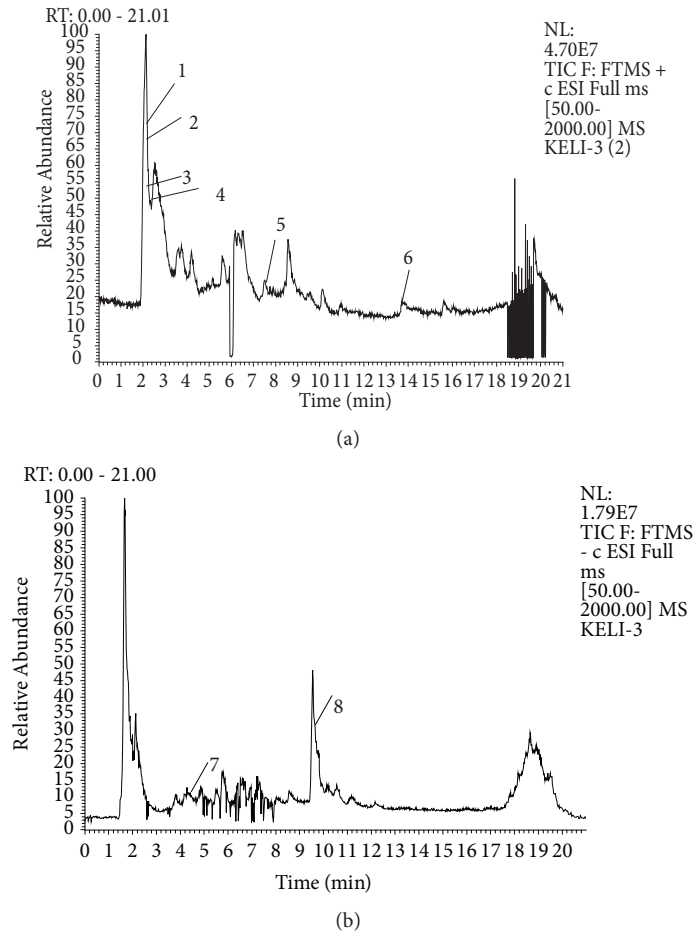 RT: 0.00 - 21.01
NL:
4.70E7
TIC F: FTMS +
c ESI Full ms
[50.00-
2000.00] MS
KELI-3 (2)
Relative Abundance
100
95
90
85
80
75
70
65
60
55
50
45
40
35
30
25
20
15
10
5
0
1
2
3
4
5
6
0 1 2 3 4 5 6 7 8 9 10 11 12 13 14 15 16 17 18 19 20 21
Time (min)
(a)
RT: 0.00 - 21.00
NL:
1.79E7
TIC F: FTMS
- c ESI Full
ms
[50.00-
2000.00] MS
KELI-3
Relative Abundance
100
95
90
85
80
75
70
65
60
55
50
45
40
35
30
25
20
15
10
5
0
8
7
0 1 2 3 4 5 6 7 8 9 10 11 12 13 14 15 16 17 18 19 20
Time (min)
(b)